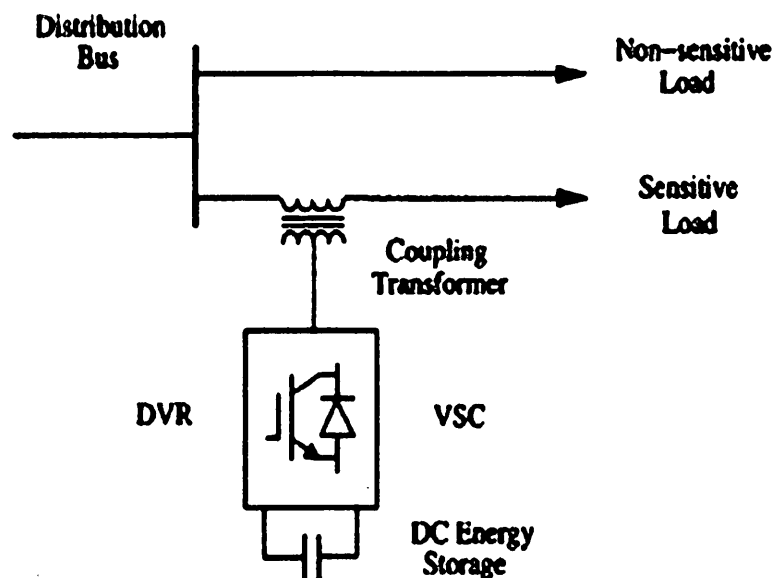 Distribution
Bus
Non-sensitive
Load
Sensitive
Load
Coupling
Transformer
DVR
VSC
DC Energy
Storage